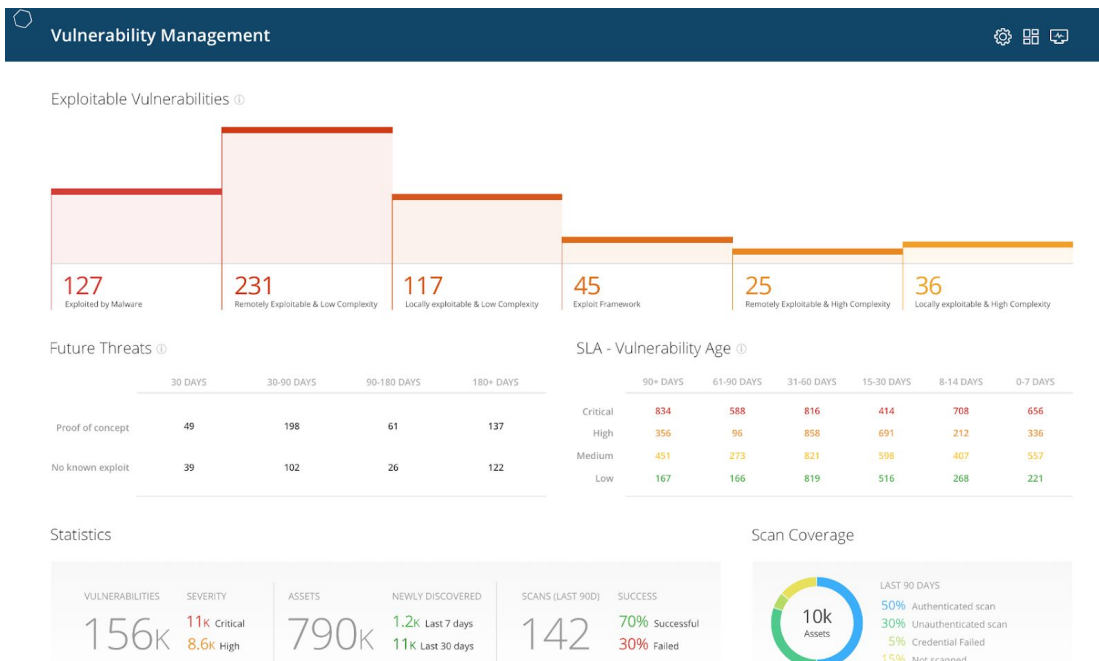 Vulnerability Management
Exploitable Vulnerabilities
127
Exploited by Malware
231
Remotely Exploitable & Low Complexity
117
Locally exploitable & Low Complexity
45
Exploit Framework
25
Remotely Exploitable & High Complexity
36
Locally exploitable & High Complexity
Future Threats
30 DAYS 30-90 DAYS 90-180 DAYS 180+ DAYS
Proof of concept 49 198 61 137
No known exploit 39 102 26 122
SLA - Vulnerability Age
90+ DAYS 61-90 DAYS 31-60 DAYS 15-30 DAYS 8-14 DAYS 0-7 DAYS
Critical 834 588 816 414 708 656
High 356 96 858 691 212 336
Medium 451 273 821 598 407 557
Low 167 166 819 516 268 221
Statistics
VULNERABILITIES
156K
SEVERITY
11K Critical
8.6K High
ASSETS
790K
NEWLY DISCOVERED
1.2K Last 7 days
11K Last 30 days
SCANS (LAST 90D)
142
SUCCESS
70% Successful
30% Failed
Scan Coverage
10k
Assets
LAST 90 DAYS
50% Authenticated scan
30% Unauthenticated scan
5% Credential Failed
15% Not scanned